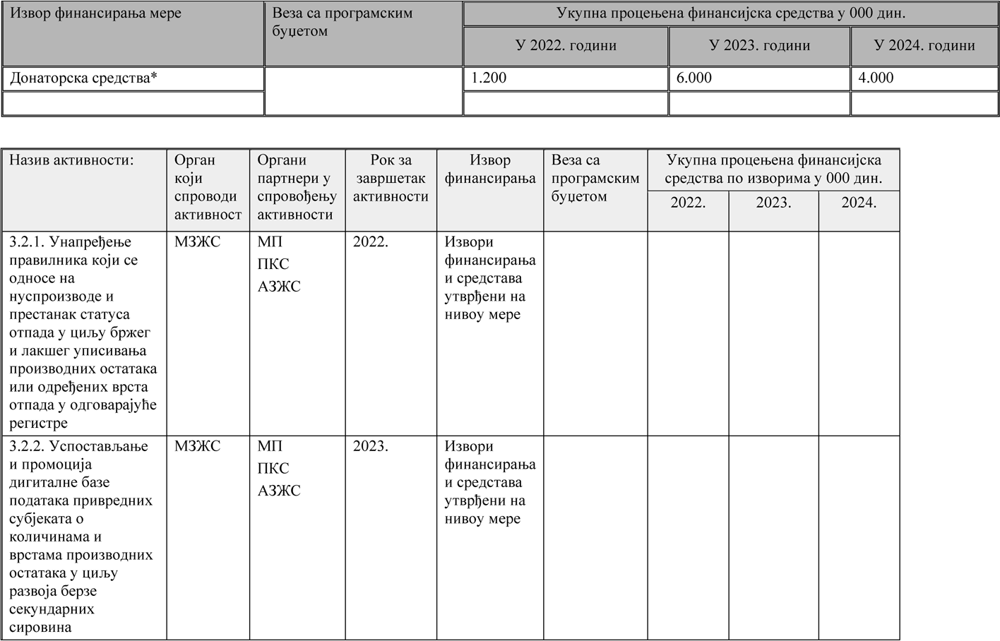 Извор финансирања мере
Веза са програмским
буџетом
Укупна процењена финансијска средства у 000 дин.
У 2022. години
У 2023. години
У 2024. години
Донаторска средства*
1.200
6.000
4.000
Назив активности:
Орган
који
спроводи
активност
Органи
партнери у
спровођењу
активности
Рок за
завршетак
активности
Извор
финансирања
Веза са
програмским
буџетом
Укупна процењена финансијска
средства по изворима у 000 дин.
2022.
2023.
2024.
3.2.1. Унапређење
правилника који се
односе на
нуспроизводе и
престанак статуса
отпада у циљу бржег
и лакшег уписивања
производних остатака
или одређених врста
отпада у одговарајуће
регистре
МЗЖС
МП
ПКС
АЗЖС
2022.
Извори
финансирања
и средстава
утврђени на
нивоу мере
3.2.2. Успостављање
и промоција
дигиталне базе
података привредних
субјеката о
количинама и
врстама производних
остатака у циљу
развоја берзе
секундарних
сировина
МЗЖС
МП
ПКС
АЗЖС
2023.
Извори
финансирања
и средстава
утврђени на
нивоу мере